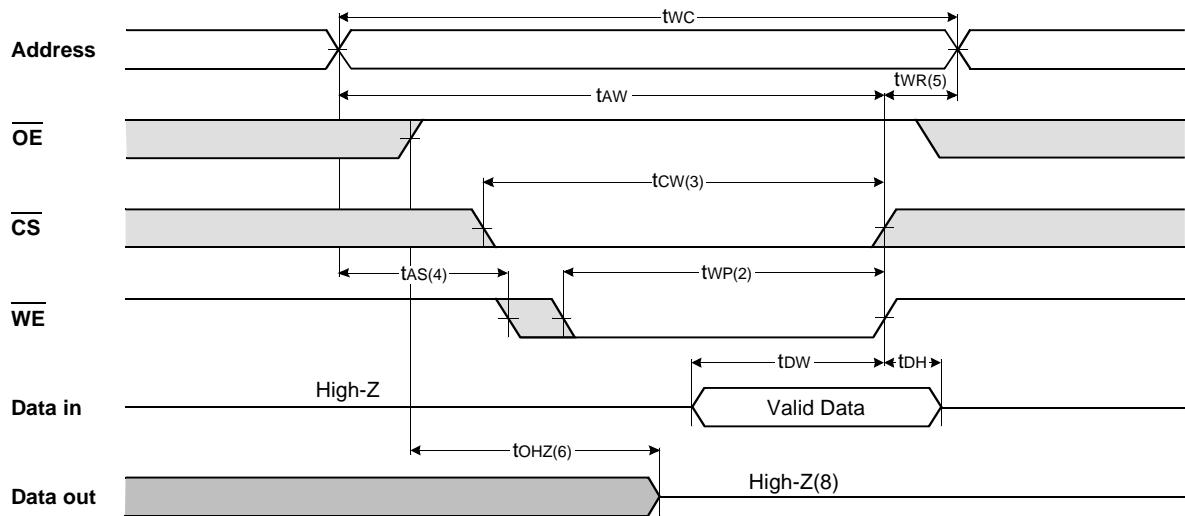 tWC
Address
tAW
tWR(5)
OE
tCW(3)
CS
tAS(4)
tWP(2)
WE
tDW
tDH
High-Z
Data in
Valid Data
tOHZ(6)
High-Z(8)
Data out